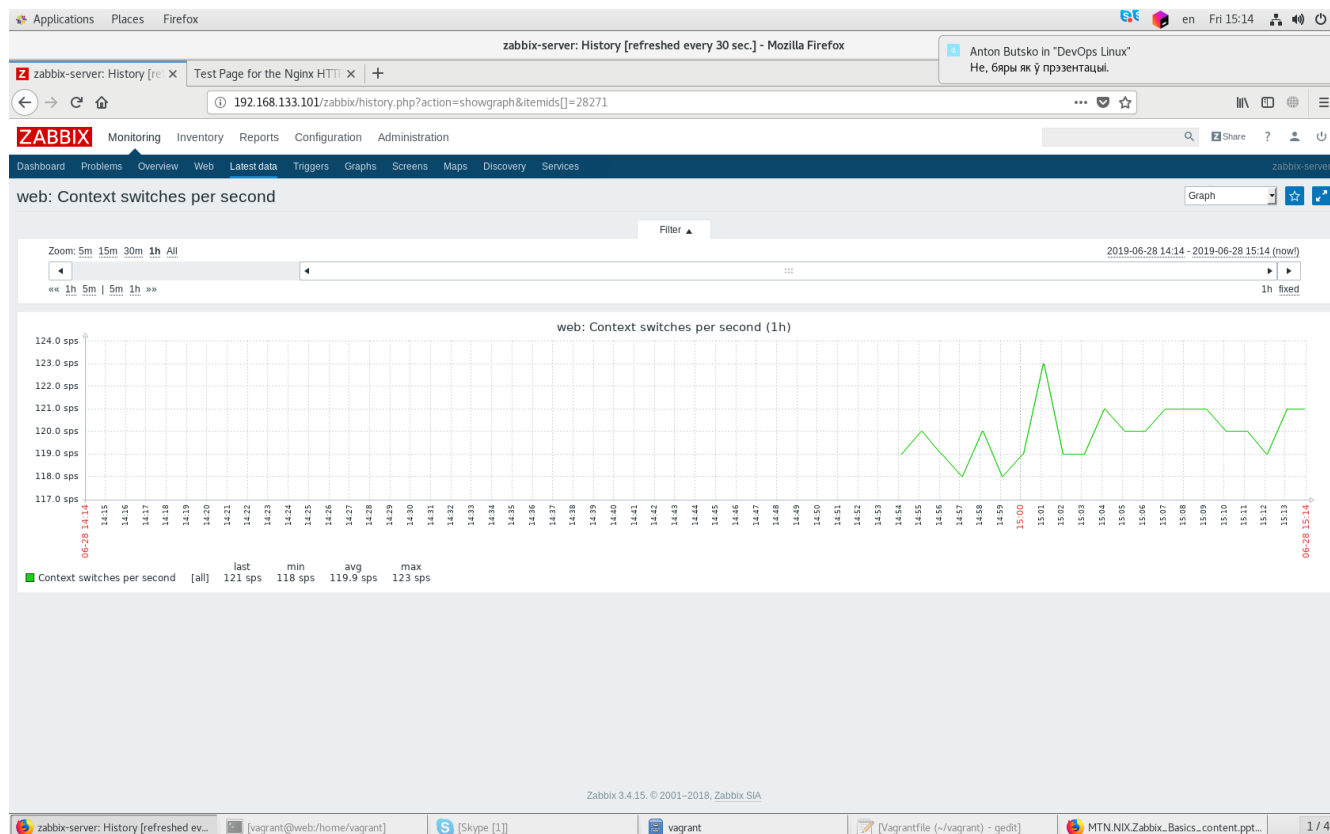 Applications Places Firefox en Fri 15:14
zabbix-server: History [refreshed every 30 sec.] - Mozilla Firefox
Anton Butsko in "DevOps Linux"
Не, бяры як ў прэзентацыі.
zabbix-server: History [re Test Page for the Nginx HTT
192.168.133.101/zabbix/history.php?action=showgraph&itemids[]=28271
ZABBIX Monitoring Inventory Reports Configuration Administration Z Share ?
Dashboard Problems Overview Web Latest data Triggers Graphs Screens Maps Discovery Services zabbix-server
web: Context switches per second Graph
Filter
Zoom: 5m 15m 30m 1h All 2019-06-28 14:14 - 2019-06-28 15:14 (now!)
«« 1h 5m | 5m 1h »» 1h fixed
web: Context switches per second (1h)
124.0 sps
123.0 sps
122.0 sps
121.0 sps
120.0 sps
119.0 sps
118.0 sps
117.0 sps
06-28 14:14 14:15 14:16 14:17 14:18 14:19 14:20 14:21 14:22 14:23 14:24 14:25 14:26 14:27 14:28 14:29 14:30 14:31 14:32 14:33 14:34 14:35 14:36 14:37 14:38 14:39 14:40 14:41 14:42 14:43 14:44 14:45 14:46 14:47 14:48 14:49 14:50 14:51 14:52 14:53 14:54 14:55 14:56 14:57 14:58 14:59 15:00 15:01 15:02 15:03 15:04 15:05 15:06 15:07 15:08 15:09 15:10 15:11 15:12 15:13 06-28 15:14
last min avg max
Context switches per second [all] 121 sps 118 sps 119.9 sps 123 sps
Zabbix 3.4.15. © 2001–2018, Zabbix SIA
zabbix-server: History [refreshed ev... [vagrant@web:/home/vagrant] [Skype [1]] vagrant [Vagrantfile (~/vagrant) - gedit] MTN.NIX.Zabbix_Basics_content.ppt... 1 / 4